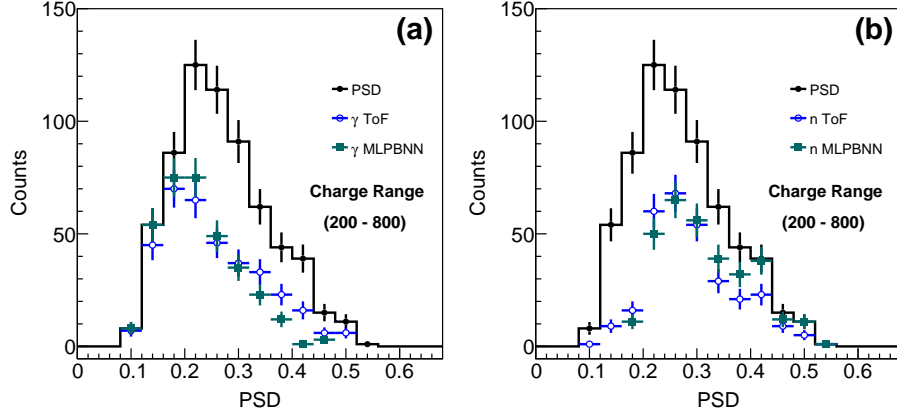 (a)
150
100
50
0
Counts
PSD
γ ToF
γ MLPBNN
Charge Range
(200 - 800)
0 0.1 0.2 0.3 0.4 0.5 0.6
PSD
(b)
150
100
50
0
Counts
PSD
n ToF
n MLPBNN
Charge Range
(200 - 800)
0 0.1 0.2 0.3 0.4 0.5 0.6
PSD